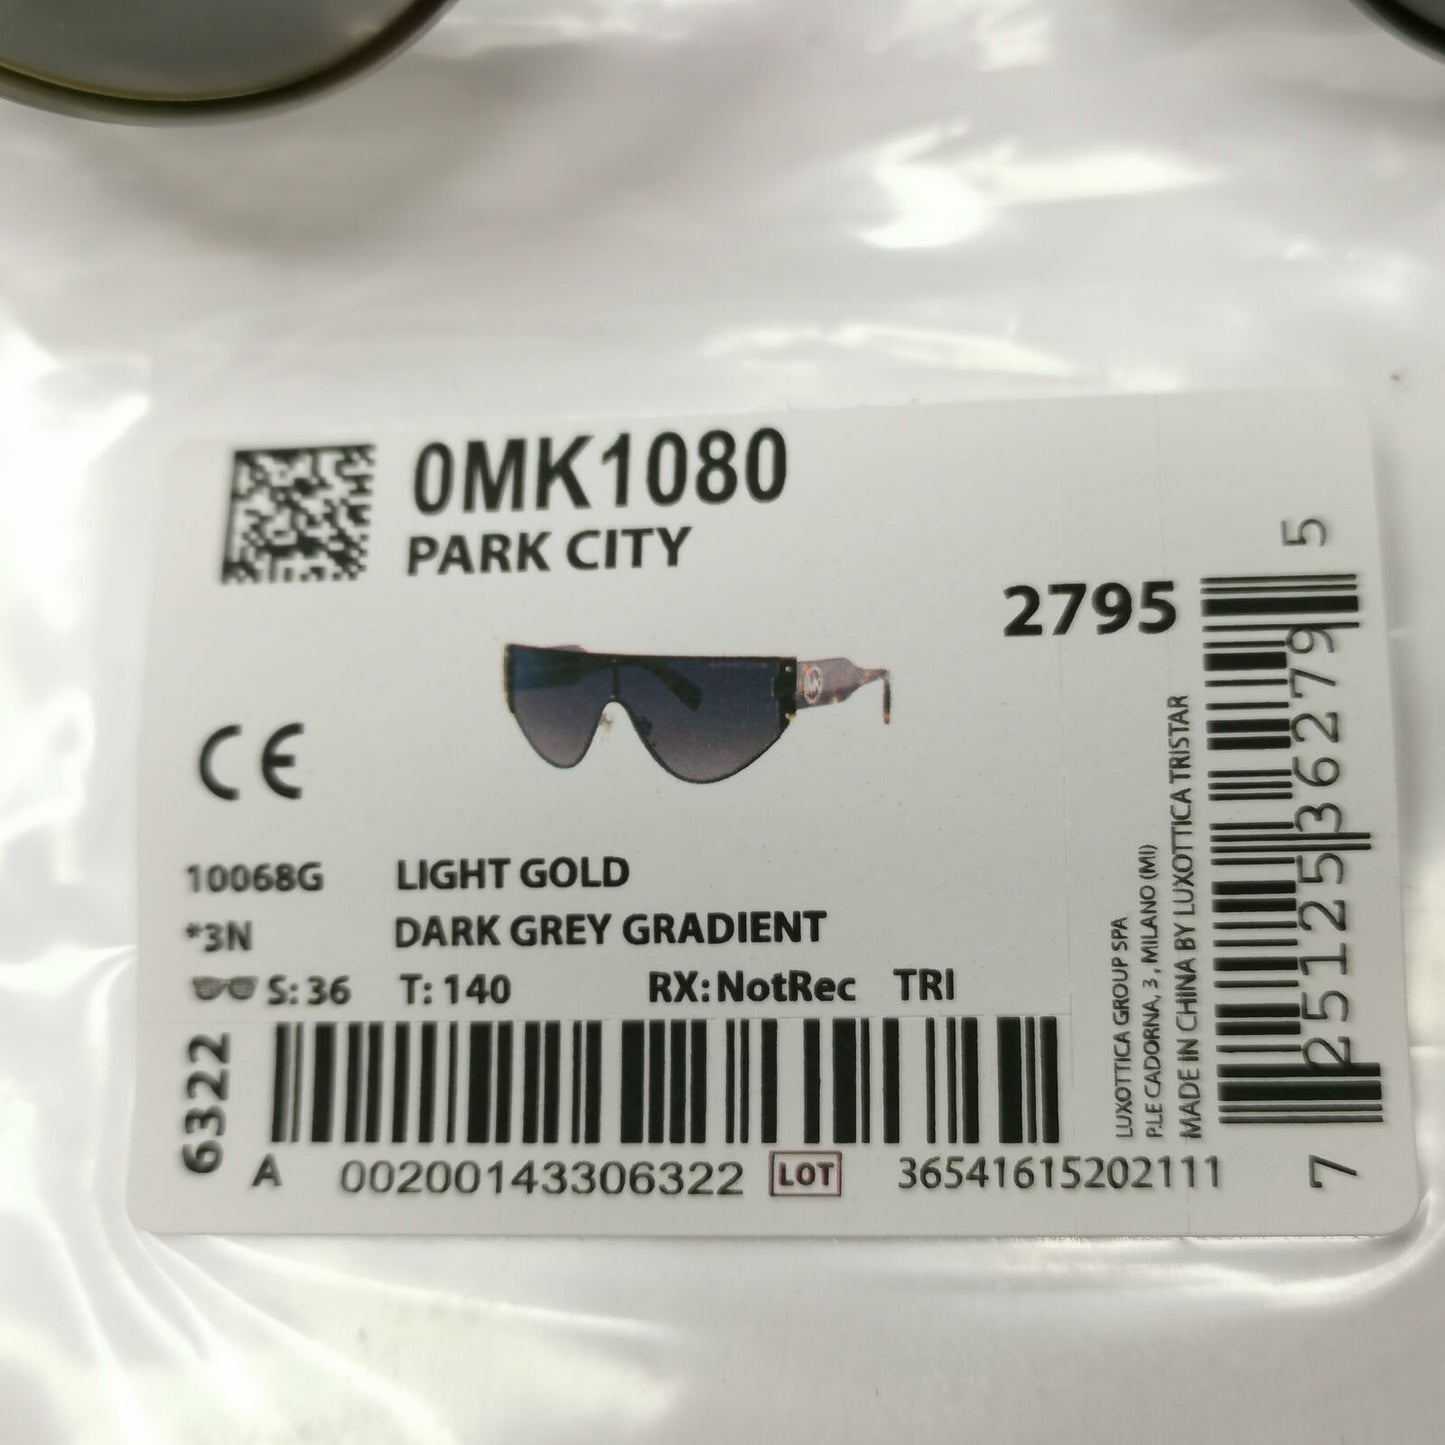 0MK1080
PARK CITY
2795
CE
10068G LIGHT GOLD
*3N DARK GREY GRADIENT
S: 36 T: 140 RX: NotRec TRI
6322
A 00200143306322 LOT 36541615202111
LUXOTTICA GROUP SPA
P.LE CADORNA, 3, MILANO (MI)
MADE IN CHINA BY LUXOTTICA TRISTAR
7 25125 36279 5